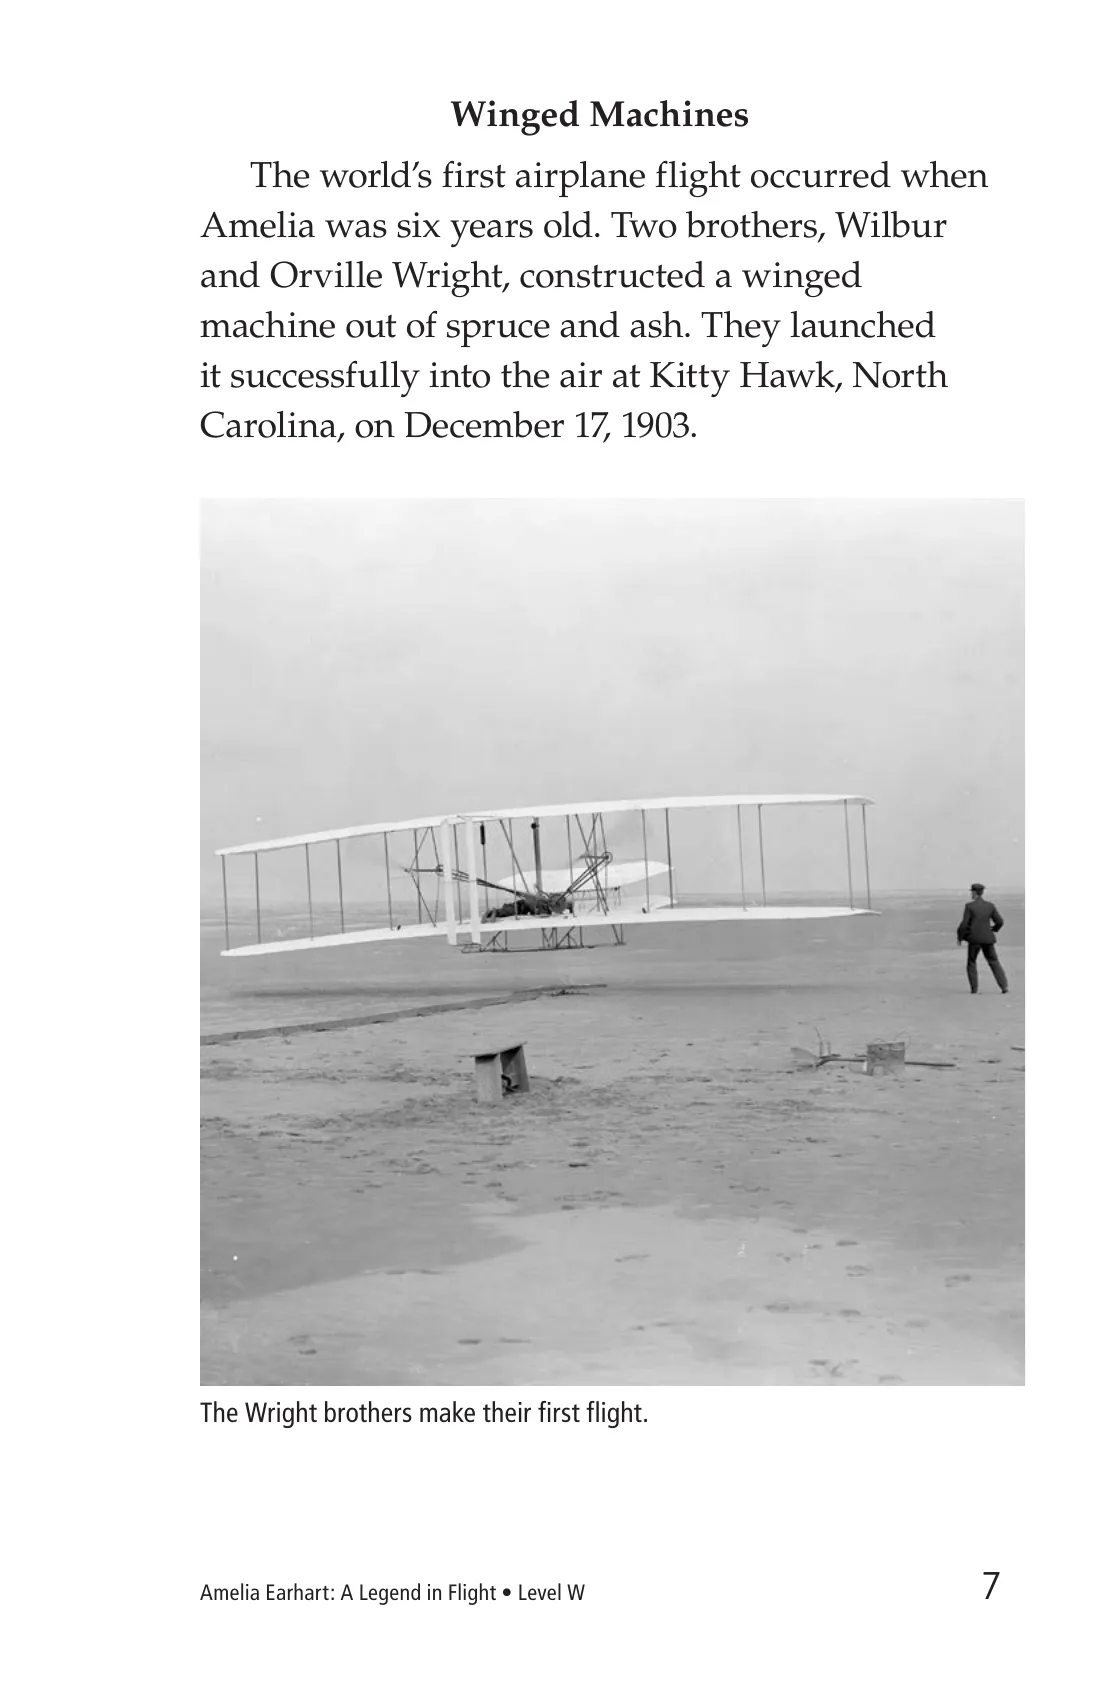 Winged Machines
The world’s first airplane flight occurred when
Amelia was six years old. Two brothers, Wilbur
and Orville Wright, constructed a winged
machine out of spruce and ash. They launched
it successfully into the air at Kitty Hawk, North
Carolina, on December 17, 1903.
The Wright brothers make their first flight.
Amelia Earhart: A Legend in Flight • Level W
7